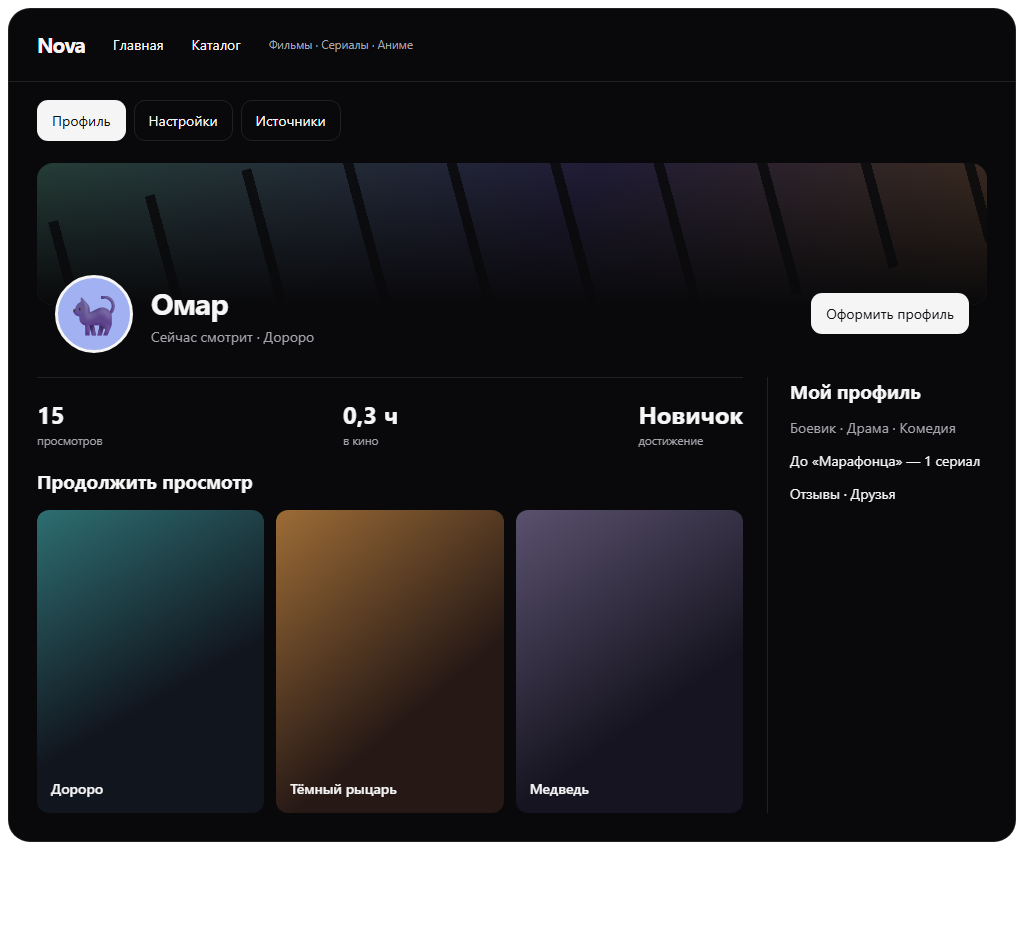 Nova Главная Каталог Фильмы · Сериалы · Аниме
Профиль Настройки Источники
Омар
Сейчас смотрит · Дороро
Оформить профиль
15
просмотров
0,3 ч
в кино
Новичок
достижение
Продолжить просмотр
Дороро
Тёмный рыцарь
Медведь
Мой профиль
Боевик · Драма · Комедия
До «Марафонца» — 1 сериал
Отзывы · Друзья